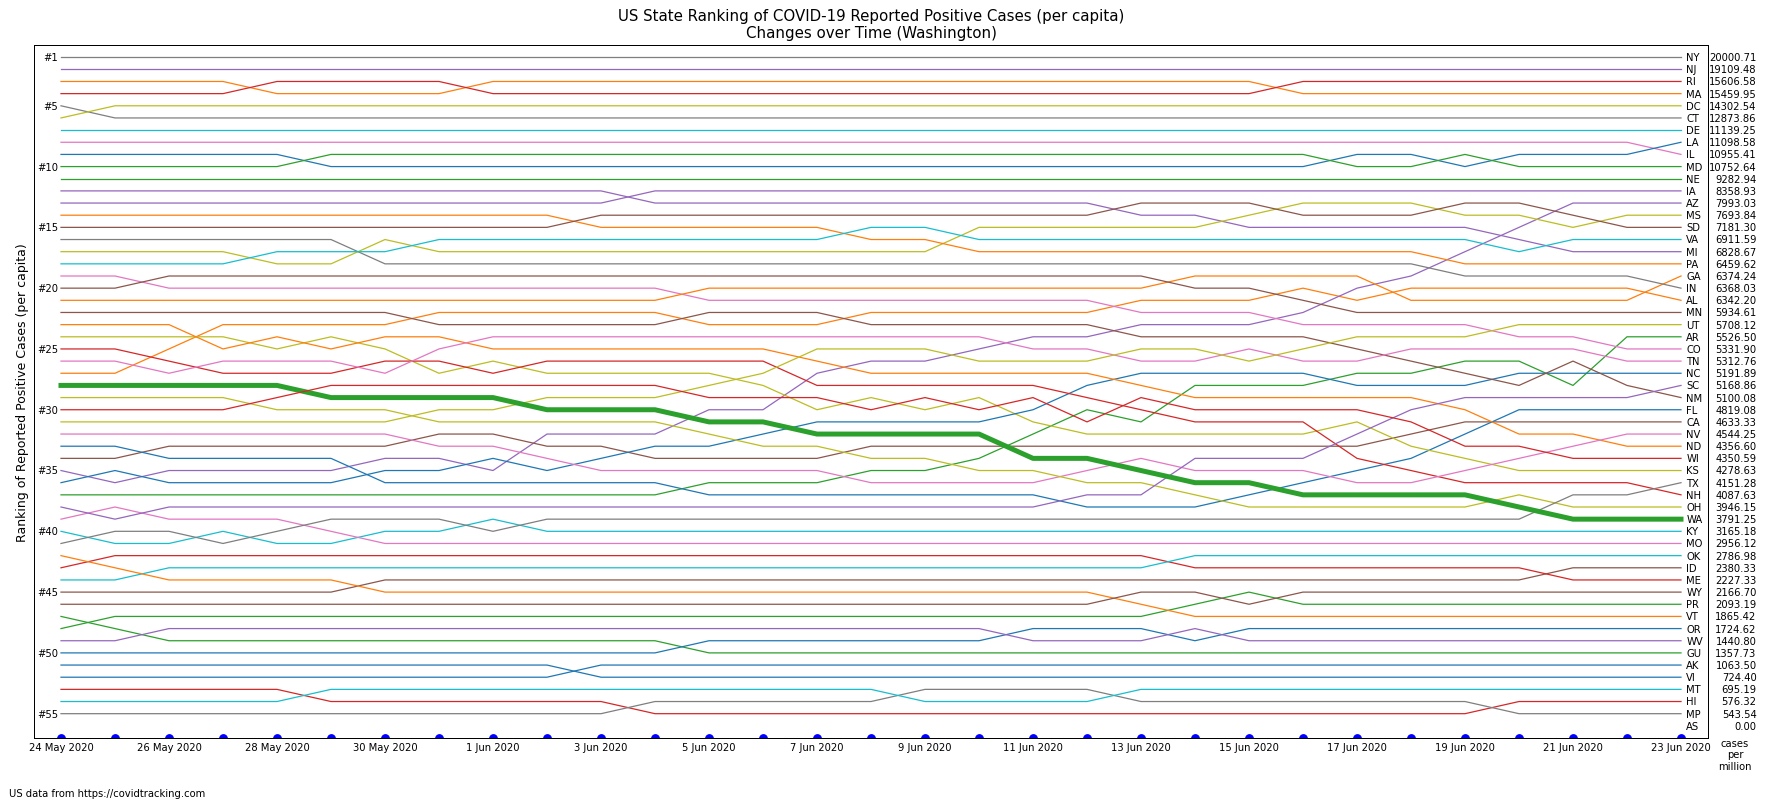 US State Ranking of COVID-19 Reported Positive Cases (per capita)
Changes over Time (Washington)
Ranking of Reported Positive Cases (per capita)
#1
#5
#10
#15
#20
#25
#30
#35
#40
#45
#50
#55
NY 20000.71
NJ 19109.48
RI 15606.58
MA 15459.95
DC 14302.54
CT 12873.86
DE 11139.25
LA 11098.58
IL 10955.41
MD 10752.64
NE 9282.94
IA 8358.93
AZ 7993.03
MS 7693.84
SD 7181.30
VA 6911.59
MI 6828.67
PA 6459.62
GA 6374.24
IN 6368.03
AL 6342.20
MN 5934.61
UT 5708.12
AR 5526.50
CO 5331.90
TN 5312.76
NC 5191.89
SC 5168.86
NM 5100.08
FL 4819.08
CA 4633.33
NV 4544.25
ND 4356.60
WI 4350.59
KS 4278.63
TX 4151.28
NH 4087.63
OH 3946.15
WA 3791.25
KY 3165.18
MO 2956.12
OK 2786.98
ID 2380.33
ME 2227.33
WY 2166.70
PR 2093.19
VT 1865.42
OR 1724.62
WV 1440.80
GU 1357.73
AK 1063.50
VI 724.40
MT 695.19
HI 576.32
MP 543.54
AS 0.00
24 May 2020 26 May 2020 28 May 2020 30 May 2020 1 Jun 2020 3 Jun 2020 5 Jun 2020 7 Jun 2020 9 Jun 2020 11 Jun 2020 13 Jun 2020 15 Jun 2020 17 Jun 2020 19 Jun 2020 21 Jun 2020 23 Jun 2020
cases
per
million
US data from https://covidtracking.com